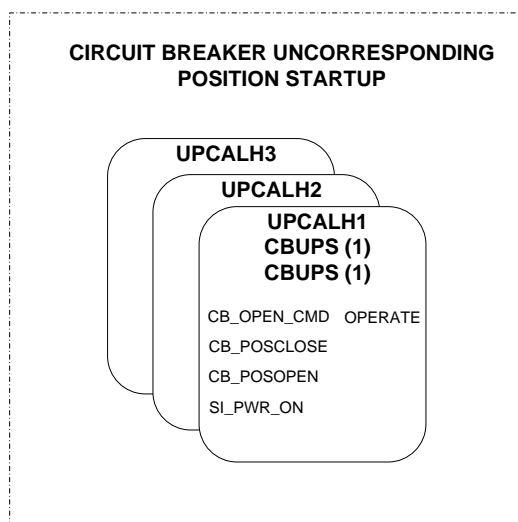 CIRCUIT BREAKER UNCORRESPONDING
POSITION STARTUP
UPCALH3
UPCALH2
UPCALH1
CBUPS (1)
CBUPS (1)
CB_OPEN_CMD OPERATE
CB_POSCLOSE
CB_POSOPEN
SI_PWR_ON